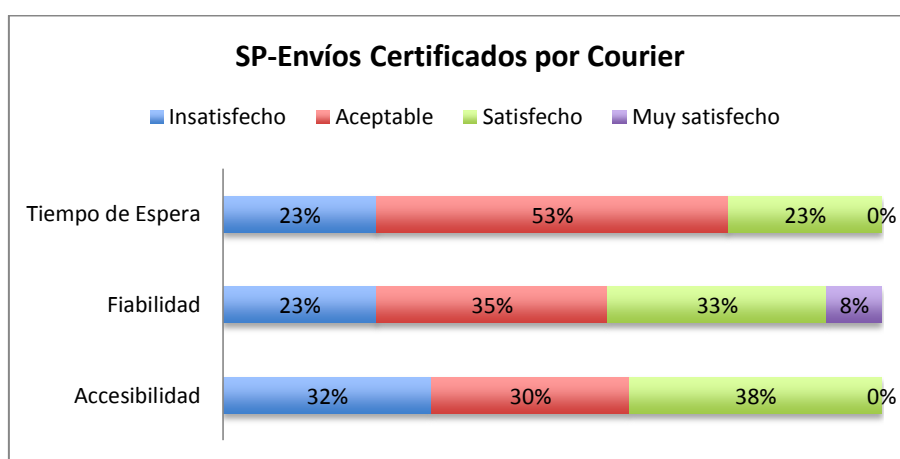 SP-Envíos Certificados por Courier
Insatisfecho Aceptable Satisfecho Muy satisfecho
Tiempo de Espera 23% 53% 23% 0%
Fiabilidad 23% 35% 33% 8%
Accesibilidad 32% 30% 38% 0%